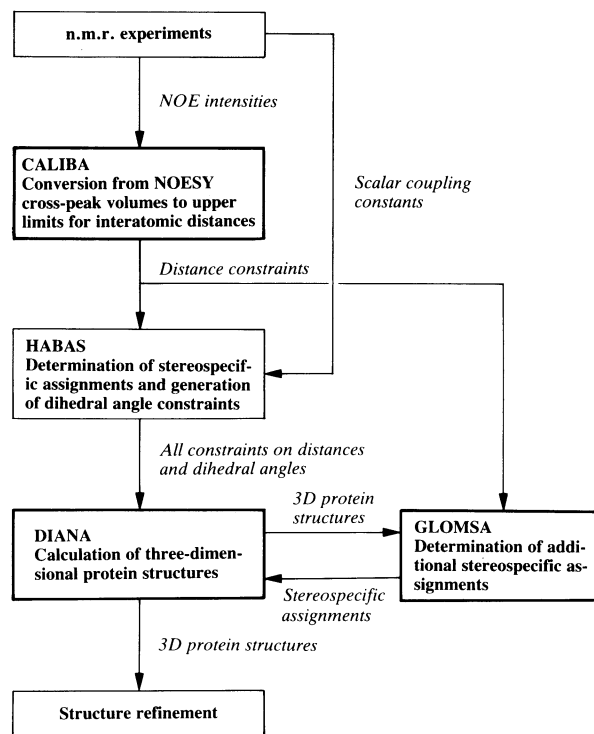 n.m.r. experiments
NOE intensities
CALIBA
Conversion from NOESY
cross-peak volumes to upper
limits for interatomic distances
Scalar coupling
constants
Distance constraints
HABAS
Determination of stereospecif-
ic assignments and generation
of dihedral angle constraints
All constraints on distances
and dihedral angles
3D protein
structures
DIANA
Calculation of three-dimen-
sional protein structures
GLOMSA
Determination of addi-
tional stereospecific as-
signments
Stereospecific
assignments
3D protein structures
Structure refinement